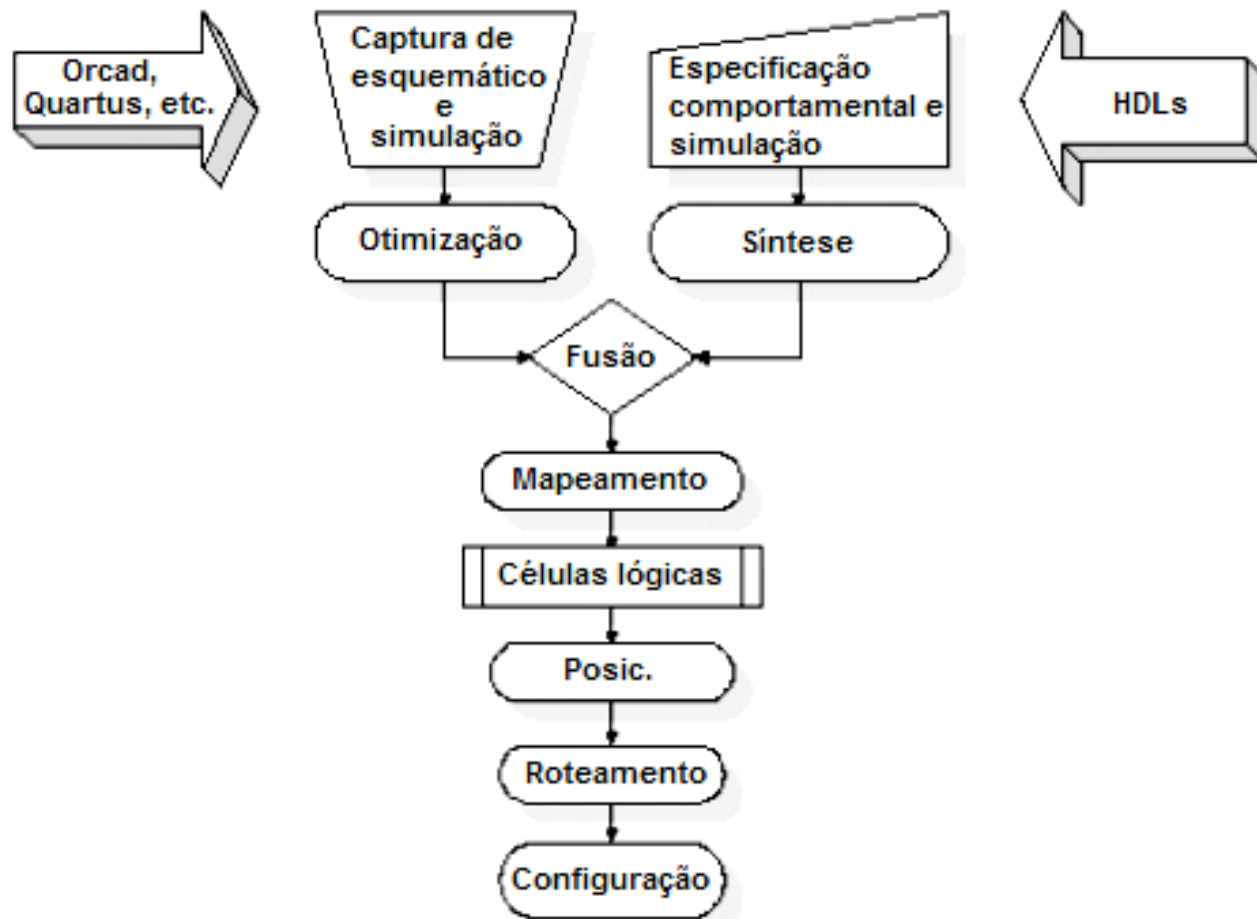 Orcad,
Quartus, etc.
Captura de
esquemático
e
simulação
Especificação
comportamental e
simulação
HDLs
Otimização
Síntese
Fusão
Mapeamento
Células lógicas
Posic.
Roteamento
Configuração